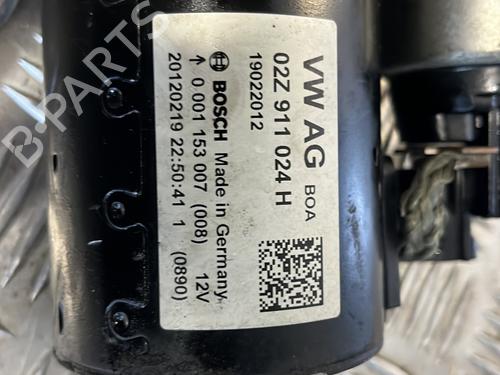 VW AG BOA
02Z 911 024 H
19022012
BOSCH Made in Germany
0 001 153 007 (008) 12V
20120219 22:50:41 1 (0890)